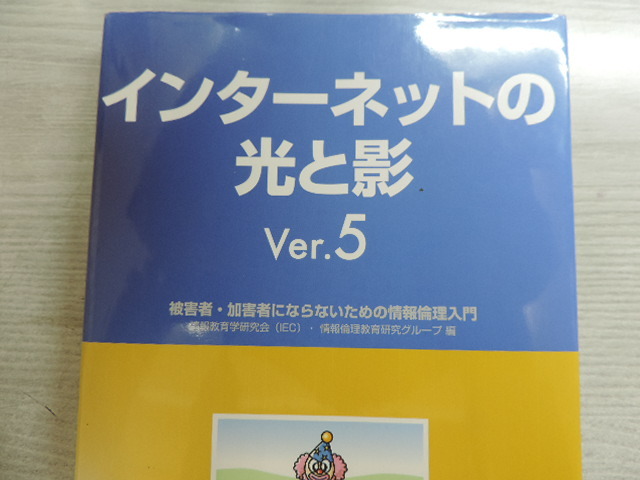 インターネットの
光と影
Ver.5
被害者・加害者にならないための情報倫理入門
情報教育学研究会（IEC）・情報倫理教育研究グループ 編